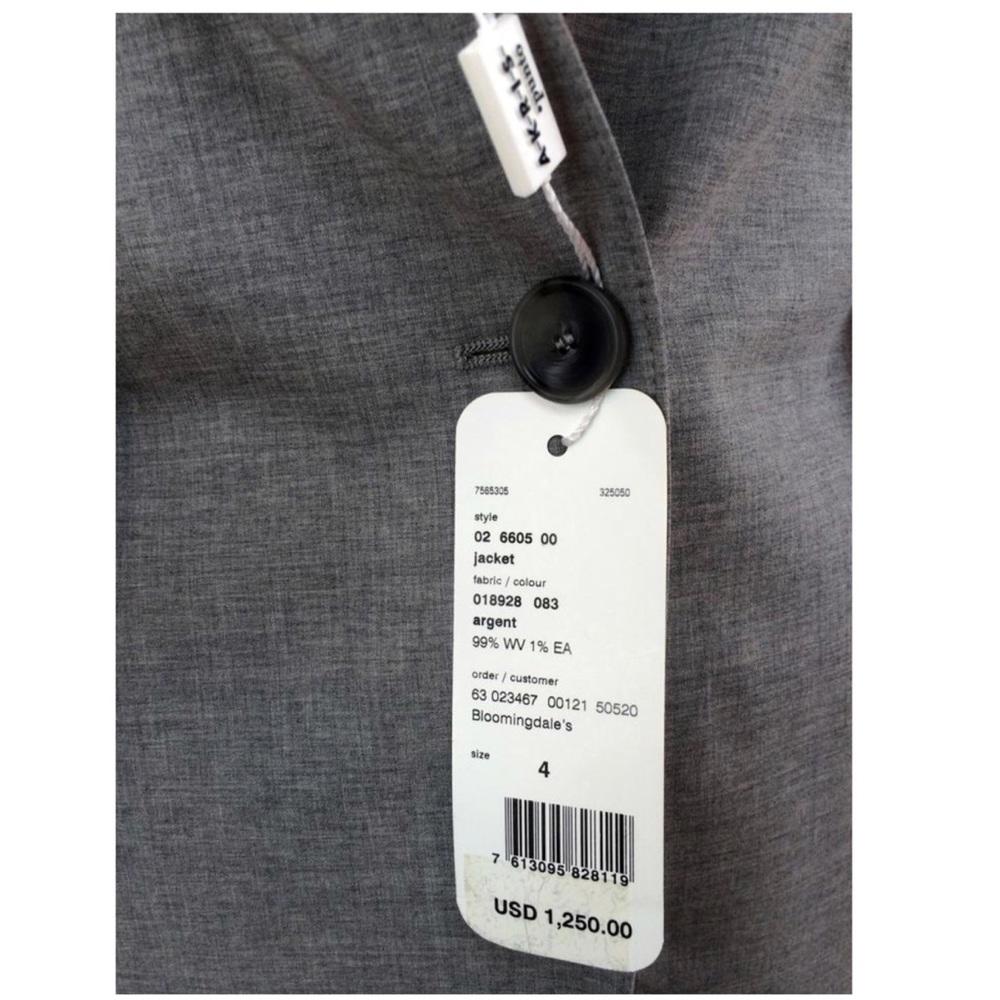 A-K-R-I-S-
·punto
7565305 325050
style
02 6605 00
jacket
fabric / colour
018928 083
argent
99% WV 1% EA
order / customer
63 023467 00121 50520
Bloomingdale's
size
4
7 613095 828119
USD 1,250.00